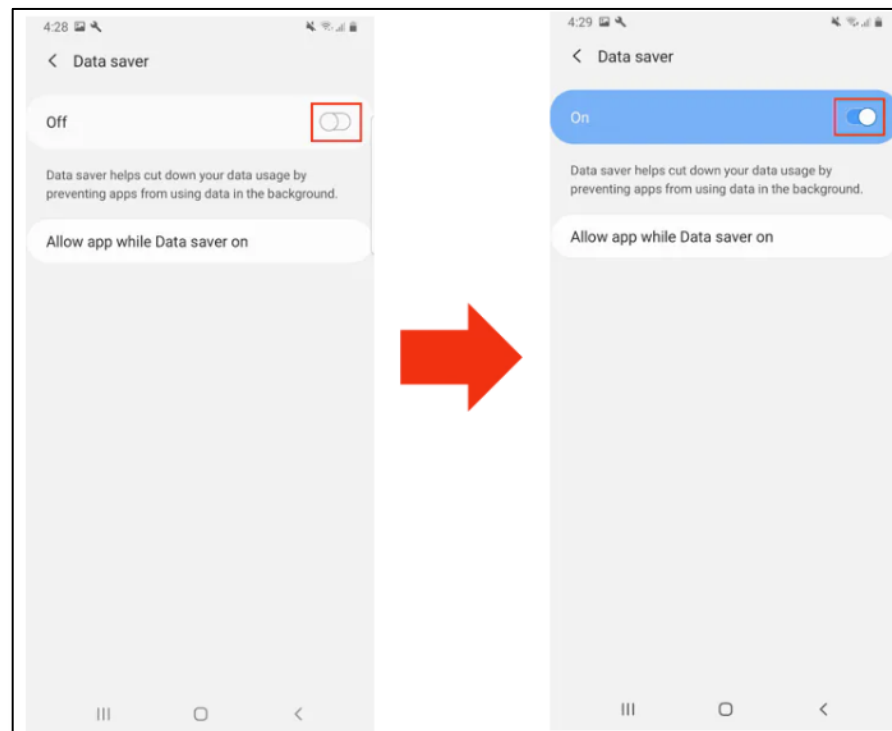 4:28
Data saver
Off
Data saver helps cut down your data usage by
preventing apps from using data in the background.
Allow app while Data saver on
4:29
Data saver
On
Data saver helps cut down your data usage by
preventing apps from using data in the background.
Allow app while Data saver on